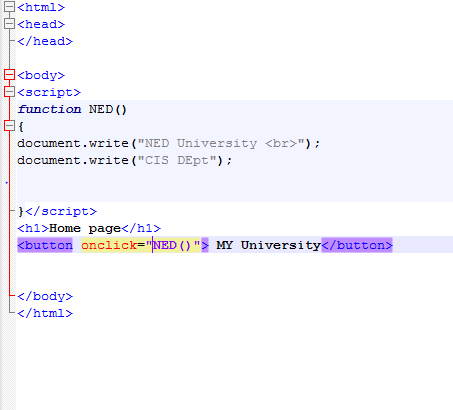 <html>
<head>
</head>
<body>
<script>
function NED()
{
document.write("NED University <br>");
document.write("CIS DEpt");
}</script>
<h1>Home page</h1>
<button onclick="NED()"> MY University</button>
</body>
</html>